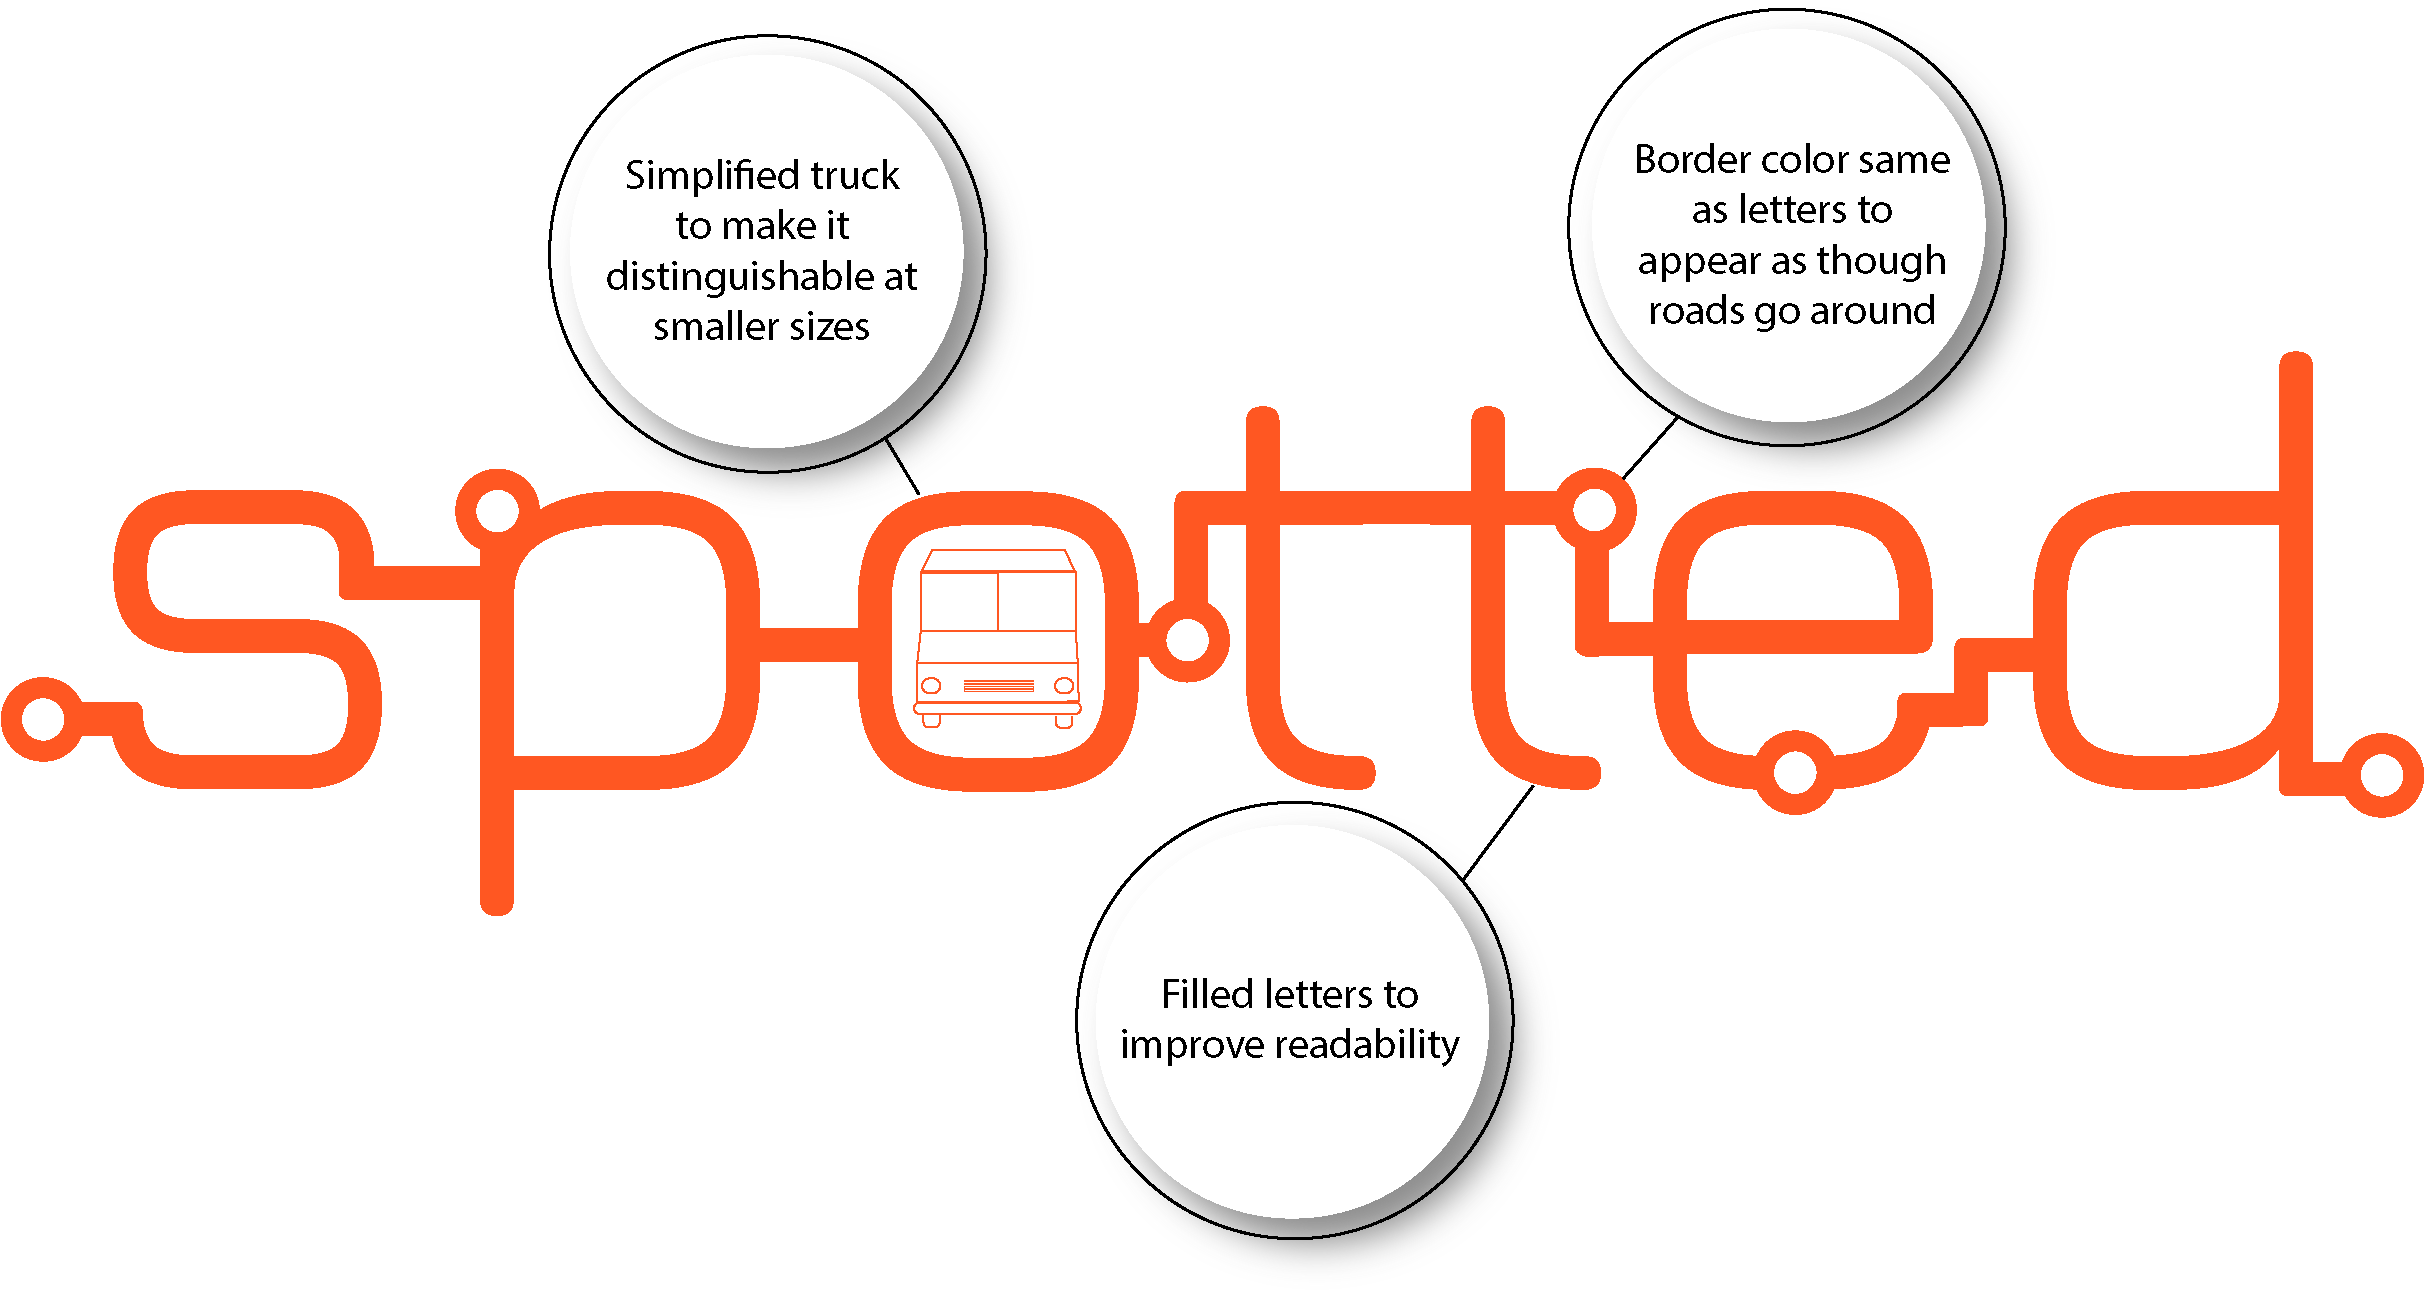 Simplified truck
to make it
distinguishable at
smaller sizes
Border color same
as letters to
appear as though
roads go around
spotted
Filled letters to
improve readability